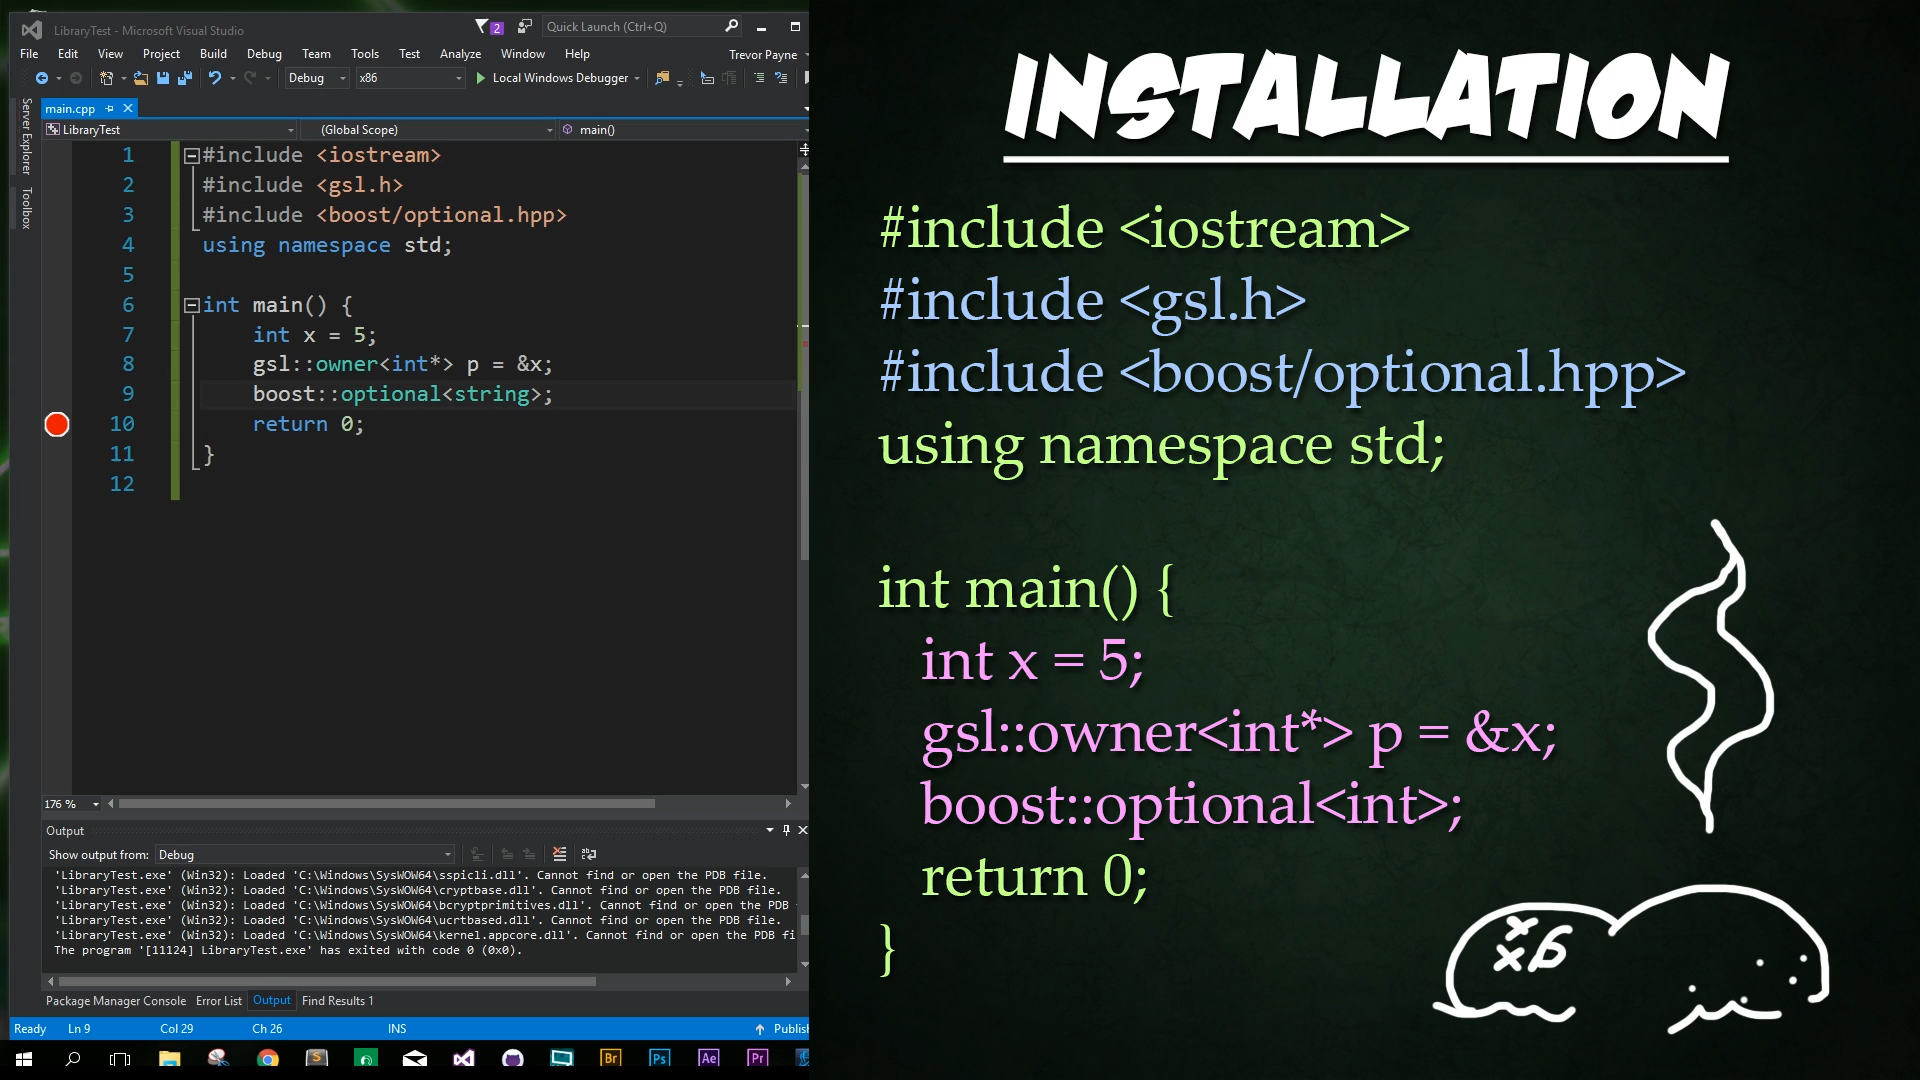 LibraryTest - Microsoft Visual Studio
2
Quick Launch (Ctrl+Q)
File Edit View Project Build Debug Team Tools Test Analyze Window Help
Trevor Payne
Debug x86 Local Windows Debugger
Server Explorer
Toolbox
main.cpp
LibraryTest (Global Scope) main()
1 #include <iostream>
2 #include <gsl.h>
3 #include <boost/optional.hpp>
4 using namespace std;
5
6 int main() {
7 int x = 5;
8 gsl::owner<int*> p = &x;
9 boost::optional<string>;
10 return 0;
11 }
12
176 %
Output
Show output from: Debug
'LibraryTest.exe' (Win32): Loaded 'C:\Windows\SysWOW64\sspicli.dll'. Cannot find or open the PDB file.
'LibraryTest.exe' (Win32): Loaded 'C:\Windows\SysWOW64\cryptbase.dll'. Cannot find or open the PDB file.
'LibraryTest.exe' (Win32): Loaded 'C:\Windows\SysWOW64\bcryptprimitives.dll'. Cannot find or open the PDB
'LibraryTest.exe' (Win32): Loaded 'C:\Windows\SysWOW64\ucrtbased.dll'. Cannot find or open the PDB file.
'LibraryTest.exe' (Win32): Loaded 'C:\Windows\SysWOW64\kernel.appcore.dll'. Cannot find or open the PDB fi
The program '[11124] LibraryTest.exe' has exited with code 0 (0x0).
Package Manager Console Error List Output Find Results 1
Ready Ln 9 Col 29 Ch 26 INS Publish
S Br Ps Ae Pr
INSTALLATION
#include <iostream>
#include <gsl.h>
#include <boost/optional.hpp>
using namespace std;
int main() {
int x = 5;
gsl::owner<int*> p = &x;
boost::optional<int>;
return 0;
}